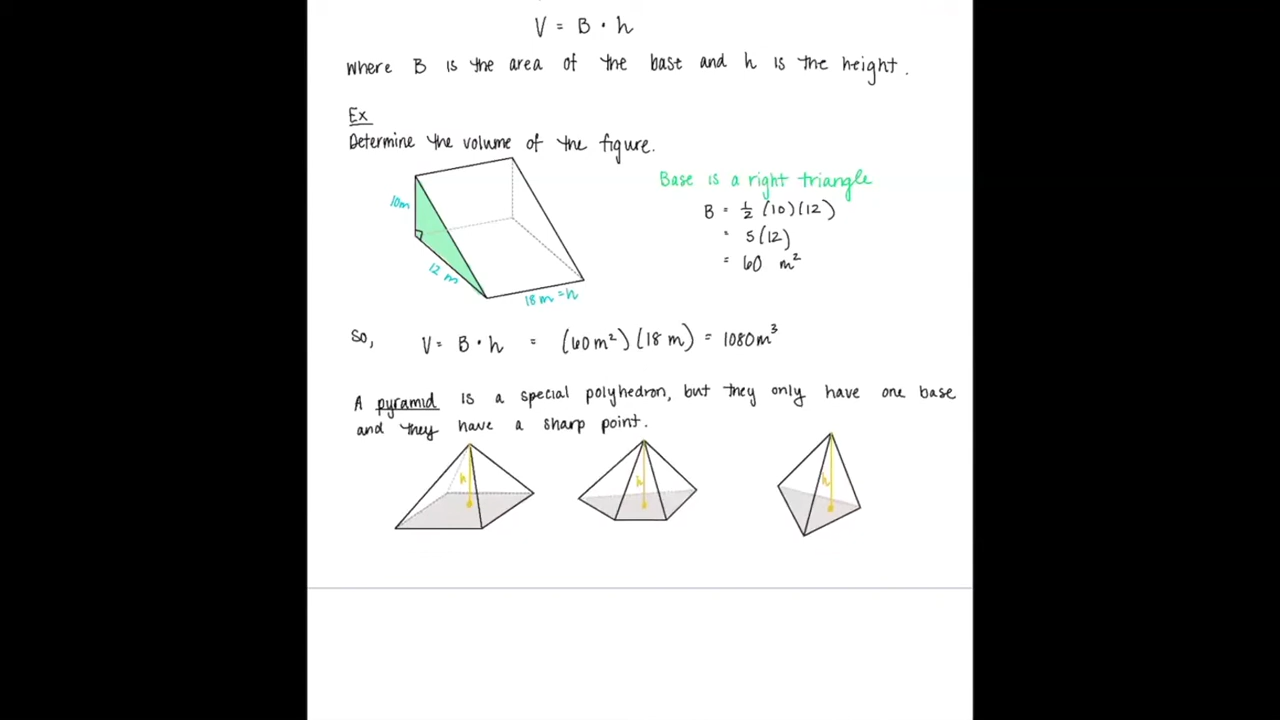 V = B · h
where B is the area of the base and h is the height.
Ex
Determine the volume of the figure.
Base is a right triangle
10m
B = 1/2 (10)(12)
= 5(12)
= 60 m²
12 m
18 m = h
So, V = B · h = (60 m²)(18 m) = 1080m³
A pyramid is a special polyhedron, but they only have one base
and they have a sharp point.
h h h